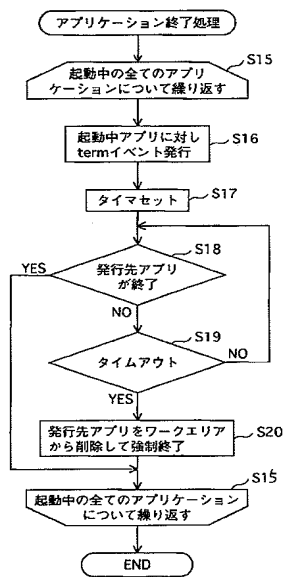 アプリケーション終了処理
S15
起動中の全てのアプリ
ケーションについて繰り返す
S16
起動中アプリに対し
termイベント発行
S17
タイマセット
S18
YES
発行先アプリ
が終了
NO
S19
タイムアウト
NO
YES
S20
発行先アプリをワークエリア
から削除して強制終了
S15'
起動中の全てのアプリケーション
について繰り返す
END